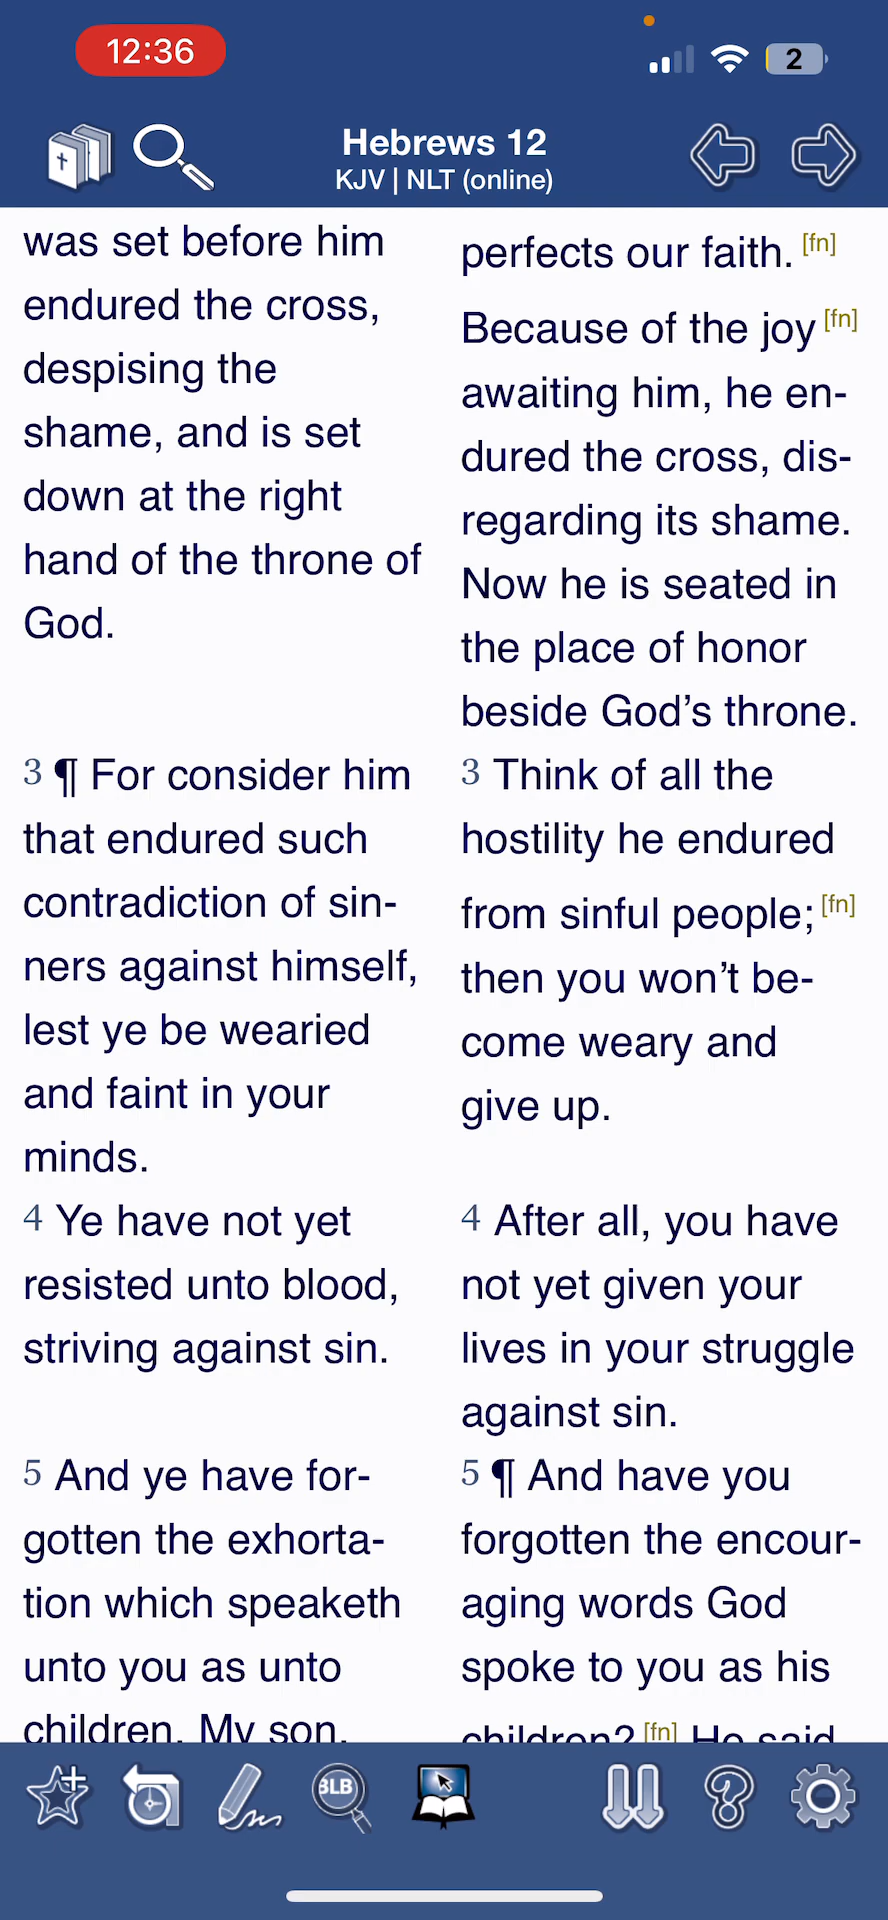 12:36
2
Hebrews 12
KJV | NLT (online)
was set before him
endured the cross,
despising the
shame, and is set
down at the right
hand of the throne of
God.
3 ¶ For consider him
that endured such
contradiction of sin-
ners against himself,
lest ye be wearied
and faint in your
minds.
4 Ye have not yet
resisted unto blood,
striving against sin.
5 And ye have for-
gotten the exhorta-
tion which speaketh
unto you as unto
children, My son,
perfects our faith. [fn]
Because of the joy [fn]
awaiting him, he en-
dured the cross, dis-
regarding its shame.
Now he is seated in
the place of honor
beside God’s throne.
3 Think of all the
hostility he endured
from sinful people; [fn]
then you won’t be-
come weary and
give up.
4 After all, you have
not yet given your
lives in your struggle
against sin.
5 ¶ And have you
forgotten the encour-
aging words God
spoke to you as his
children? [fn] He said,
BLB